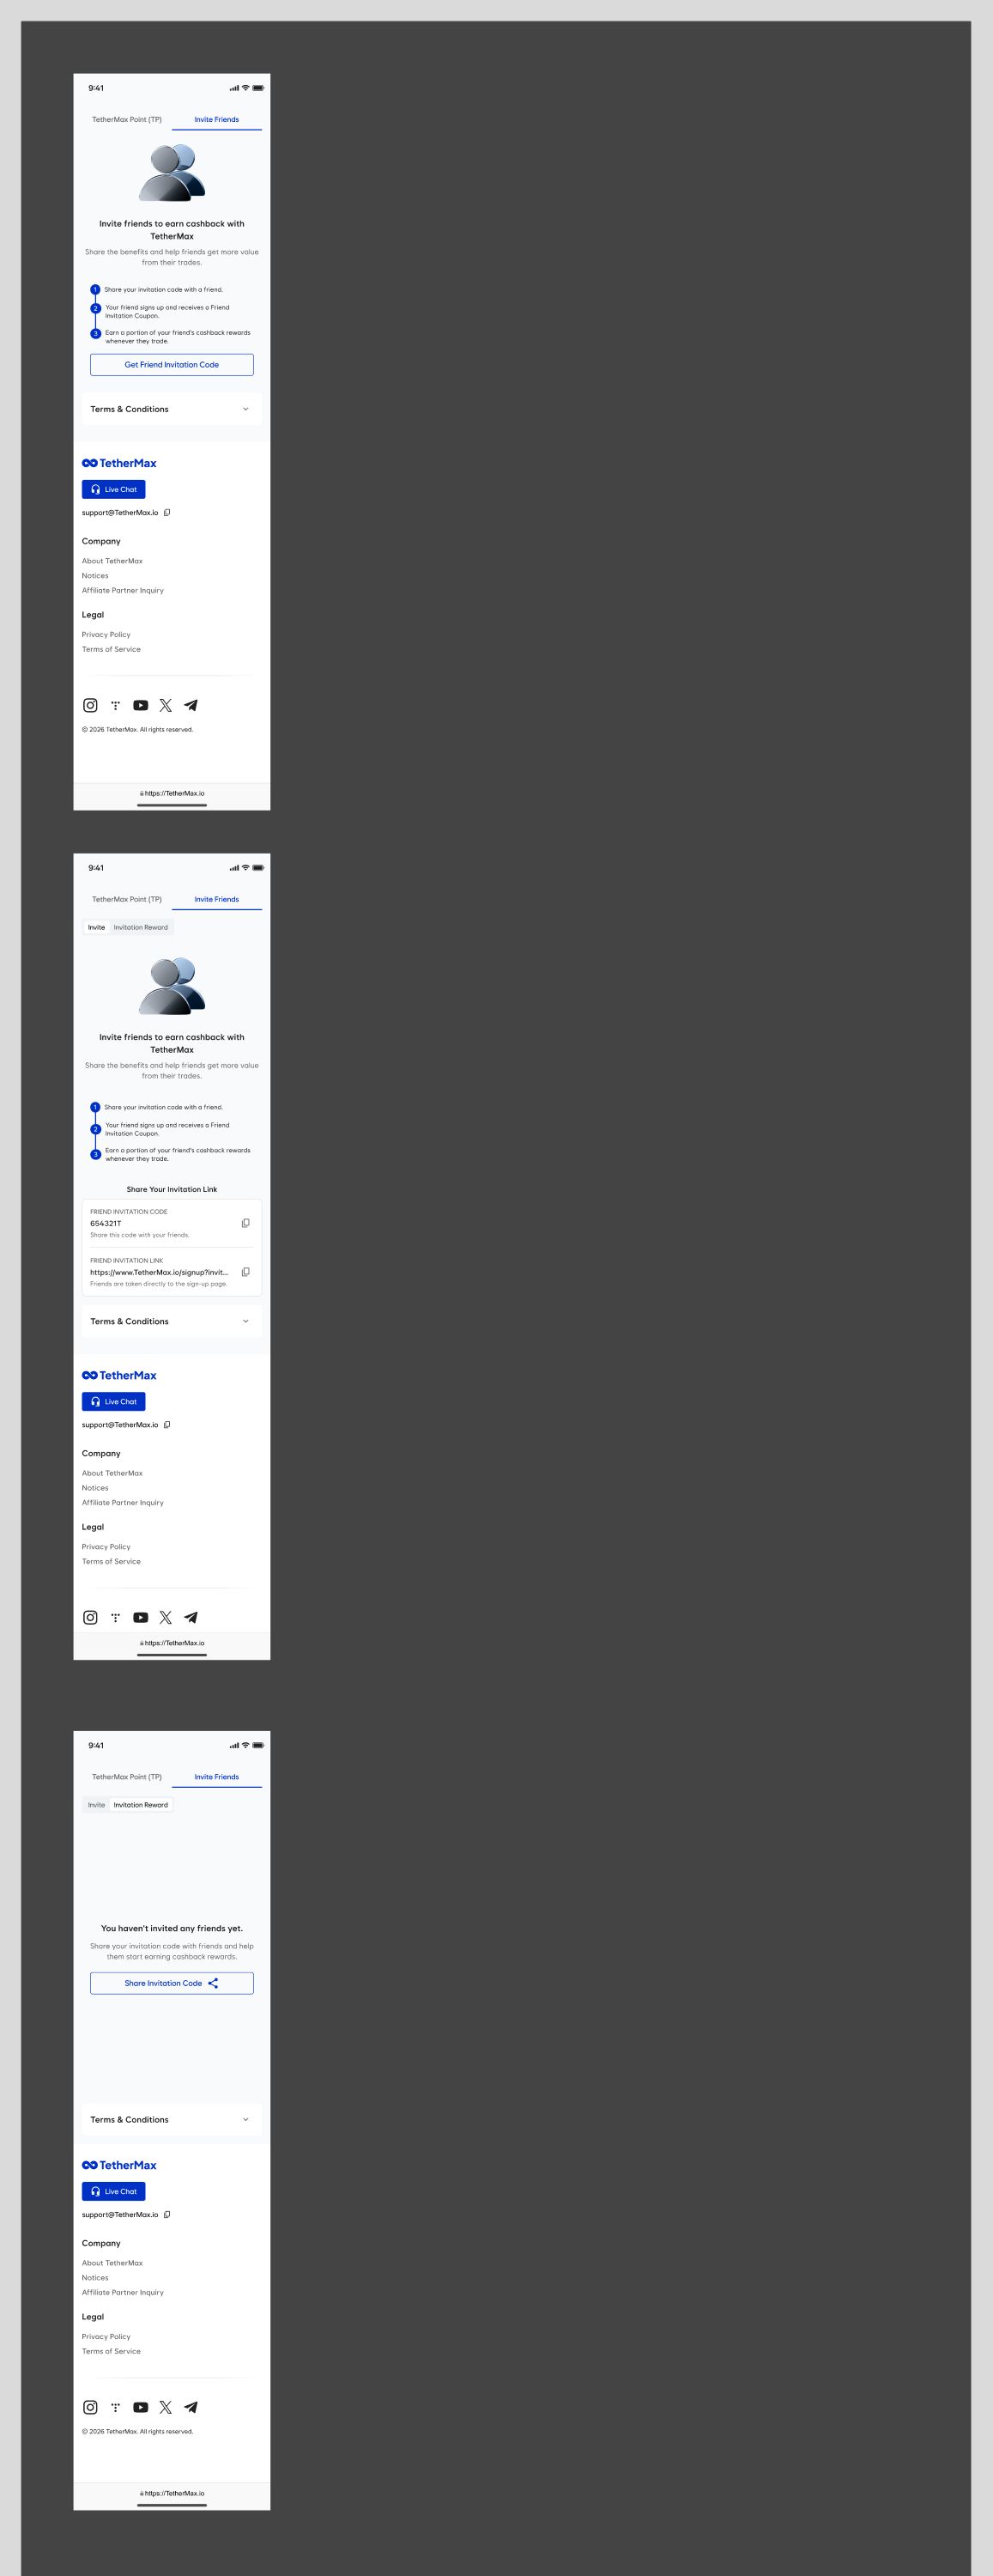 9:41
TetherMax Point (TP) Invite Friends
Invite friends to earn cashback with
TetherMax
Share the benefits and help friends get more value
from their trades.
1 Share your invitation code with a friend.
2 Your friend signs up and receives a Friend
Invitation Coupon.
3 Earn a portion of your friend's cashback rewards
whenever they trade.
Get Friend Invitation Code
Terms & Conditions
TetherMax
Live Chat
support@TetherMax.io
Company
About TetherMax
Notices
Affiliate Partner Inquiry
Legal
Privacy Policy
Terms of Service
© 2026 TetherMax. All rights reserved.
https://TetherMax.io
9:41
TetherMax Point (TP) Invite Friends
Invite Invitation Reward
Invite friends to earn cashback with
TetherMax
Share the benefits and help friends get more value
from their trades.
1 Share your invitation code with a friend.
2 Your friend signs up and receives a Friend
Invitation Coupon.
3 Earn a portion of your friend's cashback rewards
whenever they trade.
Share Your Invitation Link
FRIEND INVITATION CODE
654321T
Share this code with your friends.
FRIEND INVITATION LINK
https://www.TetherMax.io/signup?invit...
Friends are taken directly to the sign-up page.
Terms & Conditions
TetherMax
Live Chat
support@TetherMax.io
Company
About TetherMax
Notices
Affiliate Partner Inquiry
Legal
Privacy Policy
Terms of Service
https://TetherMax.io
9:41
TetherMax Point (TP) Invite Friends
Invite Invitation Reward
You haven't invited any friends yet.
Share your invitation code with friends and help
them start earning cashback rewards.
Share Invitation Code
Terms & Conditions
TetherMax
Live Chat
support@TetherMax.io
Company
About TetherMax
Notices
Affiliate Partner Inquiry
Legal
Privacy Policy
Terms of Service
© 2026 TetherMax. All rights reserved.
https://TetherMax.io